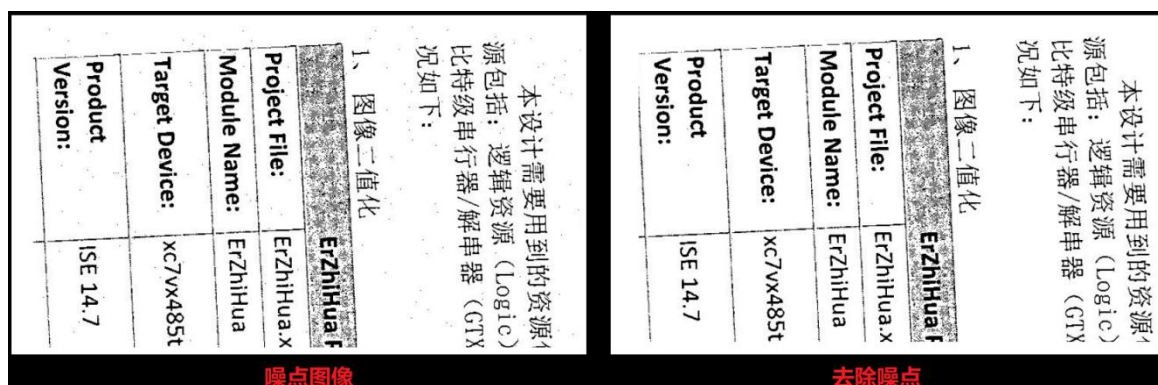 本设计需要用到的资源
源包括: 逻辑资源 (Logic)
比特级串行器/解串器 (GTX
况如下:
1、 图像二值化
ErZhiHua
Project File: ErZhiHua.x
Module Name: ErZhiHua
Target Device: xc7vx485t
Product ISE 14.7
Version:
噪点图像
本设计需要用到的资源
源包括: 逻辑资源 (Logic)
比特级串行器/解串器 (GTX
况如下:
1、 图像二值化
ErZhiHua
Project File: ErZhiHua.x
Module Name: ErZhiHua
Target Device: xc7vx485t
Product ISE 14.7
Version:
去除噪点